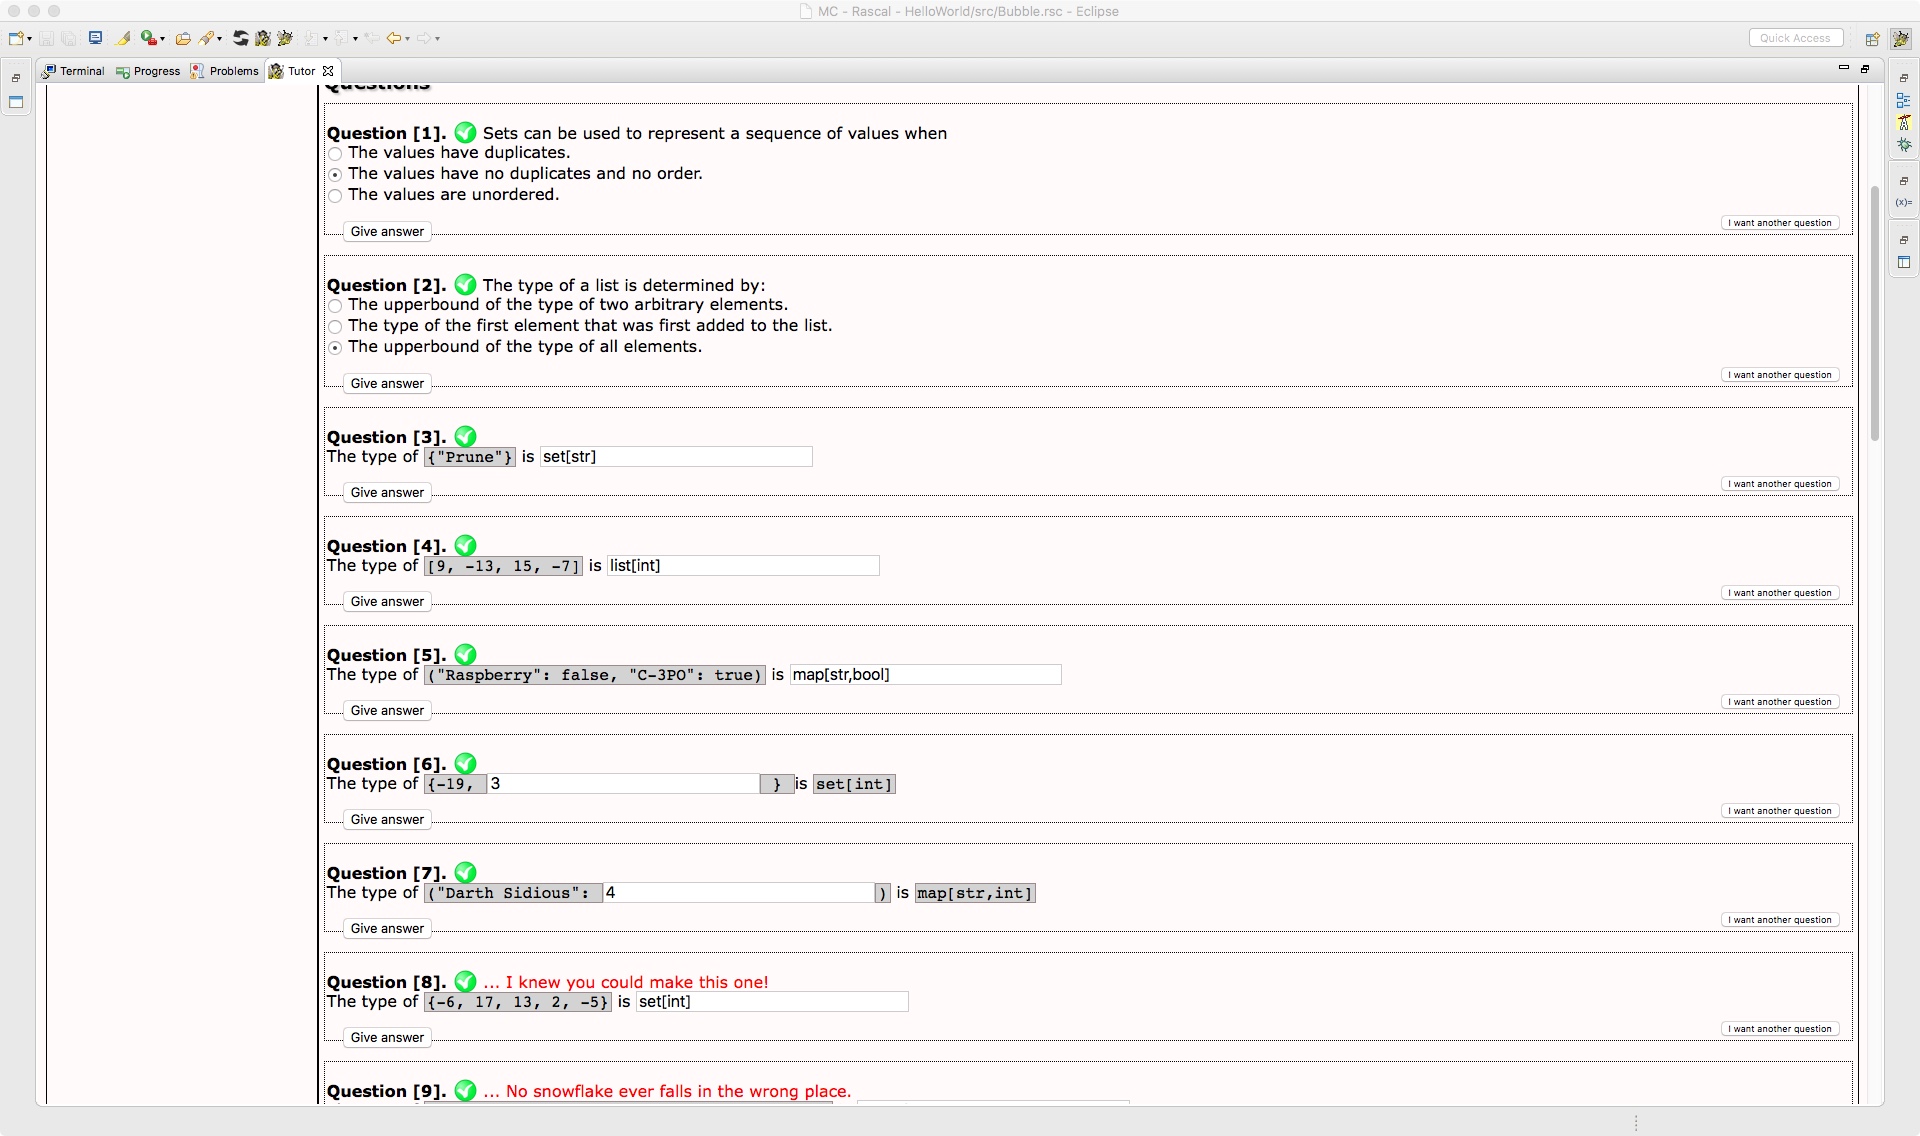 MC - Rascal - HelloWorld/src/Bubble.rsc - Eclipse
Quick Access
Terminal Progress Problems Tutor
Questions
Question [1]. Sets can be used to represent a sequence of values when
The values have duplicates.
The values have no duplicates and no order.
The values are unordered.
I want another question
Give answer
Question [2]. The type of a list is determined by:
The upperbound of the type of two arbitrary elements.
The type of the first element that was first added to the list.
The upperbound of the type of all elements.
I want another question
Give answer
Question [3].
The type of {"Prune"} is set[str]
I want another question
Give answer
Question [4].
The type of [9, -13, 15, -7] is list[int]
I want another question
Give answer
Question [5].
The type of ("Raspberry": false, "C-3PO": true) is map[str,bool]
I want another question
Give answer
Question [6].
The type of {-19, 3 } is set[int]
I want another question
Give answer
Question [7].
The type of ("Darth Sidious": 4 ) is map[str,int]
I want another question
Give answer
Question [8]. ... I knew you could make this one!
The type of {-6, 17, 13, 2, -5} is set[int]
I want another question
Give answer
Question [9]. ... No snowflake ever falls in the wrong place.
(x)=